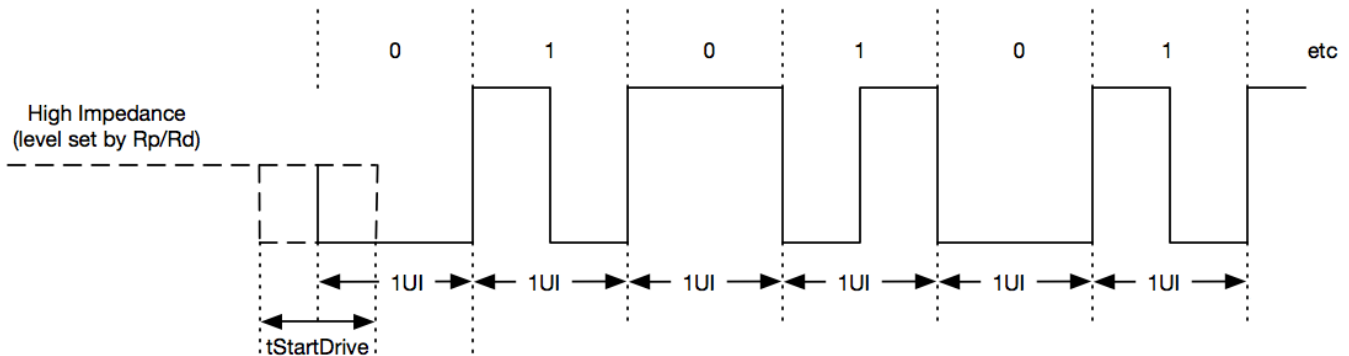 0 1 0 1 0 1 etc
High Impedance
(level set by Rp/Rd)
1UI 1UI 1UI 1UI 1UI 1UI
tStartDrive